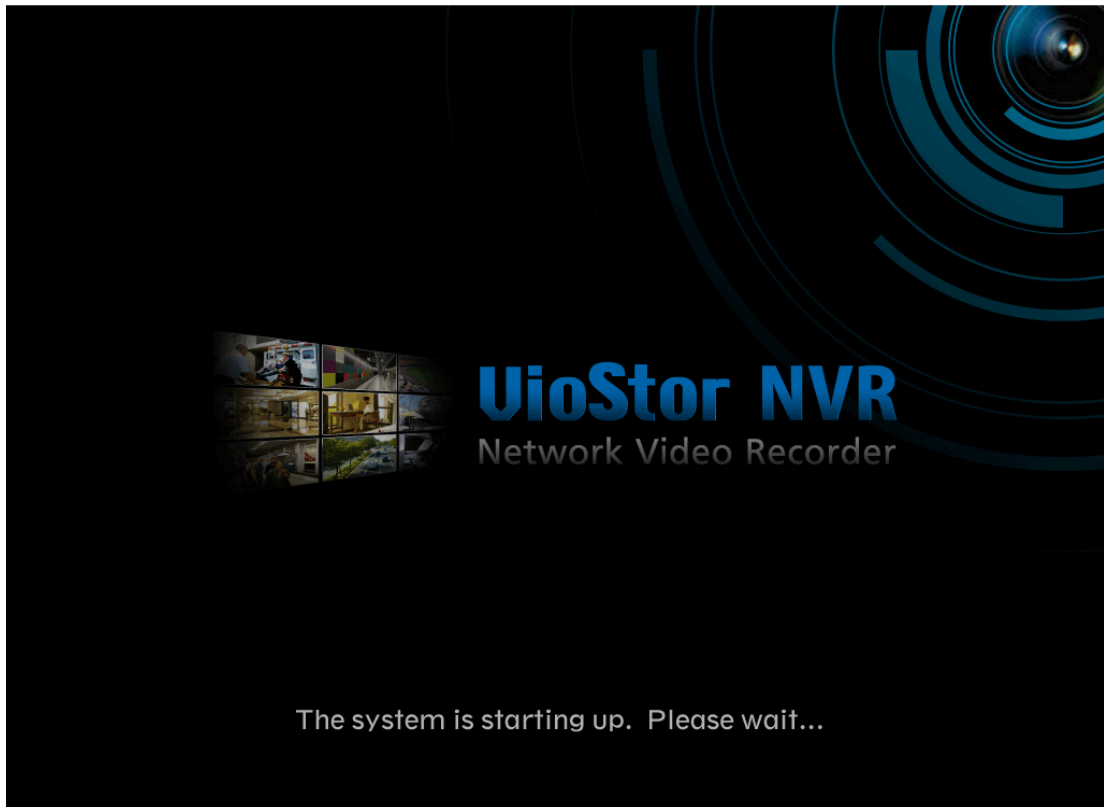 VioStor NVR
Network Video Recorder
The system is starting up. Please wait...